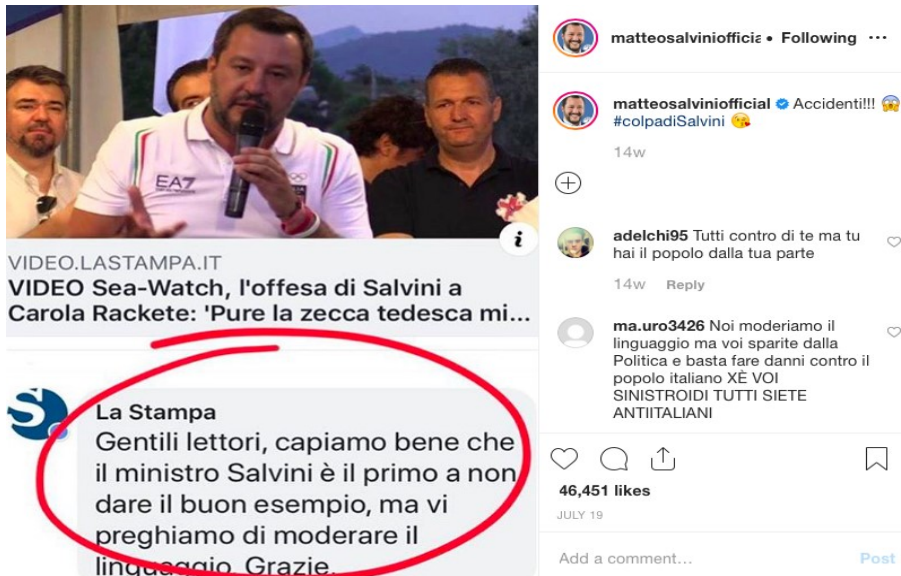 EA7
VIDEO.LASTAMPA.IT
VIDEO Sea-Watch, l'offesa di Salvini a
Carola Rackete: 'Pure la zecca tedesca mi...
La Stampa
Gentili lettori, capiamo bene che
il ministro Salvini è il primo a non
dare il buon esempio, ma vi
preghiamo di moderare il
linguaggio. Grazie.
matteosalviniofficia • Following
matteosalviniofficial Accidenti!!! 😱
#colpadiSalvini 😘
14w
adelchi95 Tutti contro di te ma tu
hai il popolo dalla tua parte
14w Reply
ma.uro3426 Noi moderiamo il
linguaggio ma voi sparite dalla
Politica e basta fare danni contro il
popolo italiano XÈ VOI
SINISTROIDI TUTTI SIETE
ANTIITALIANI
46,451 likes
JULY 19
Add a comment...
Post